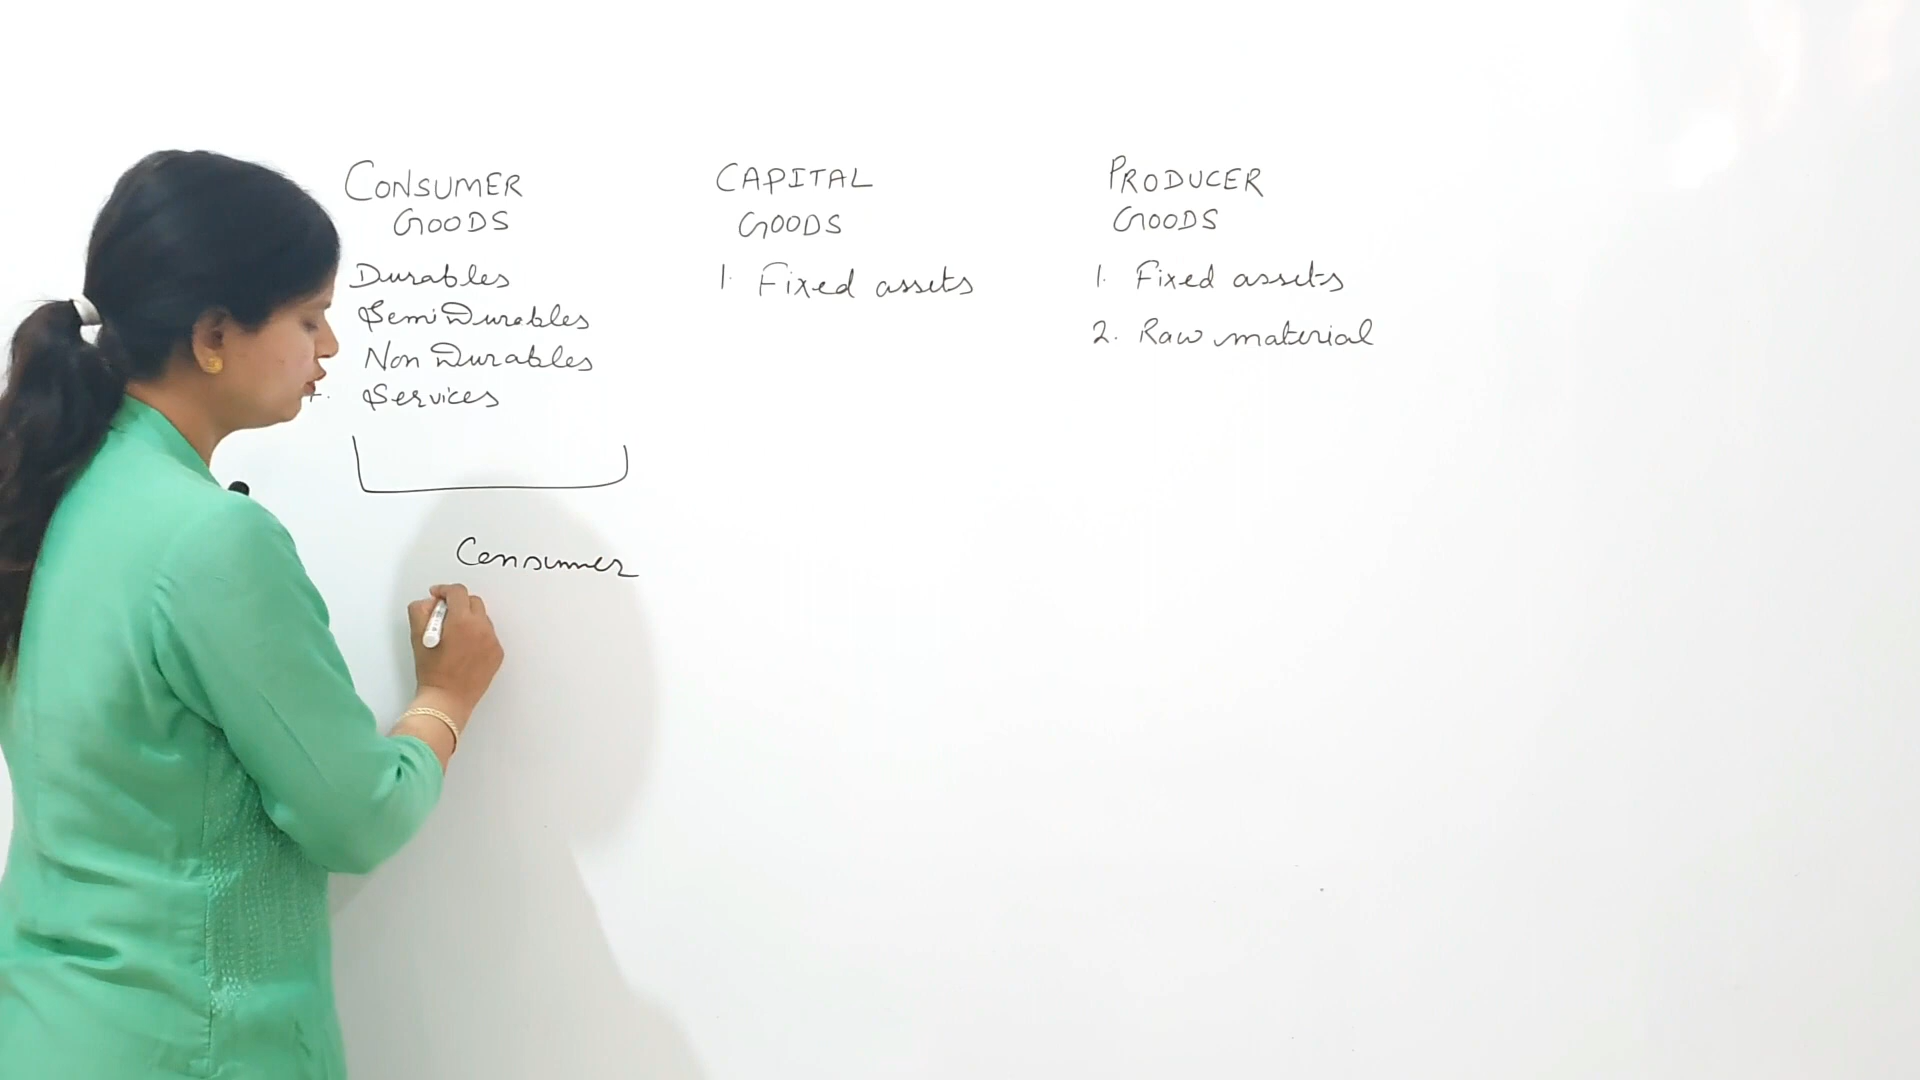 CONSUMER
GOODS
Durables
Semi Durables
Non Durables
Services
Consumer
CAPITAL
GOODS
1. Fixed assets
PRODUCER
GOODS
1. Fixed assets
2. Raw material